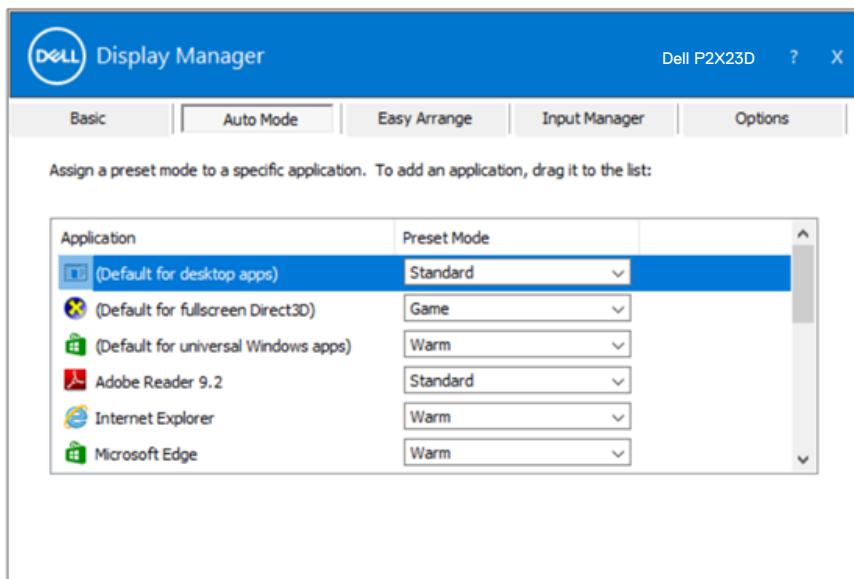 DELL Display Manager Dell P2X23D ? X
Basic Auto Mode Easy Arrange Input Manager Options
Assign a preset mode to a specific application. To add an application, drag it to the list:
Application Preset Mode
(Default for desktop apps) Standard
(Default for fullscreen Direct3D) Game
(Default for universal Windows apps) Warm
Adobe Reader 9.2 Standard
Internet Explorer Warm
Microsoft Edge Warm